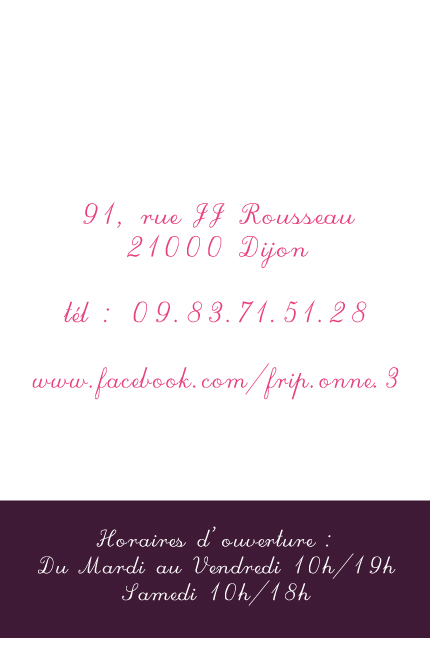 91, rue JJ Rousseau
21000 Dijon
tél : 09.83.71.51.28
www.facebook.com/frip.onne.3
Horaires d'ouverture :
Du Mardi au Vendredi 10h/19h
Samedi 10h/18h